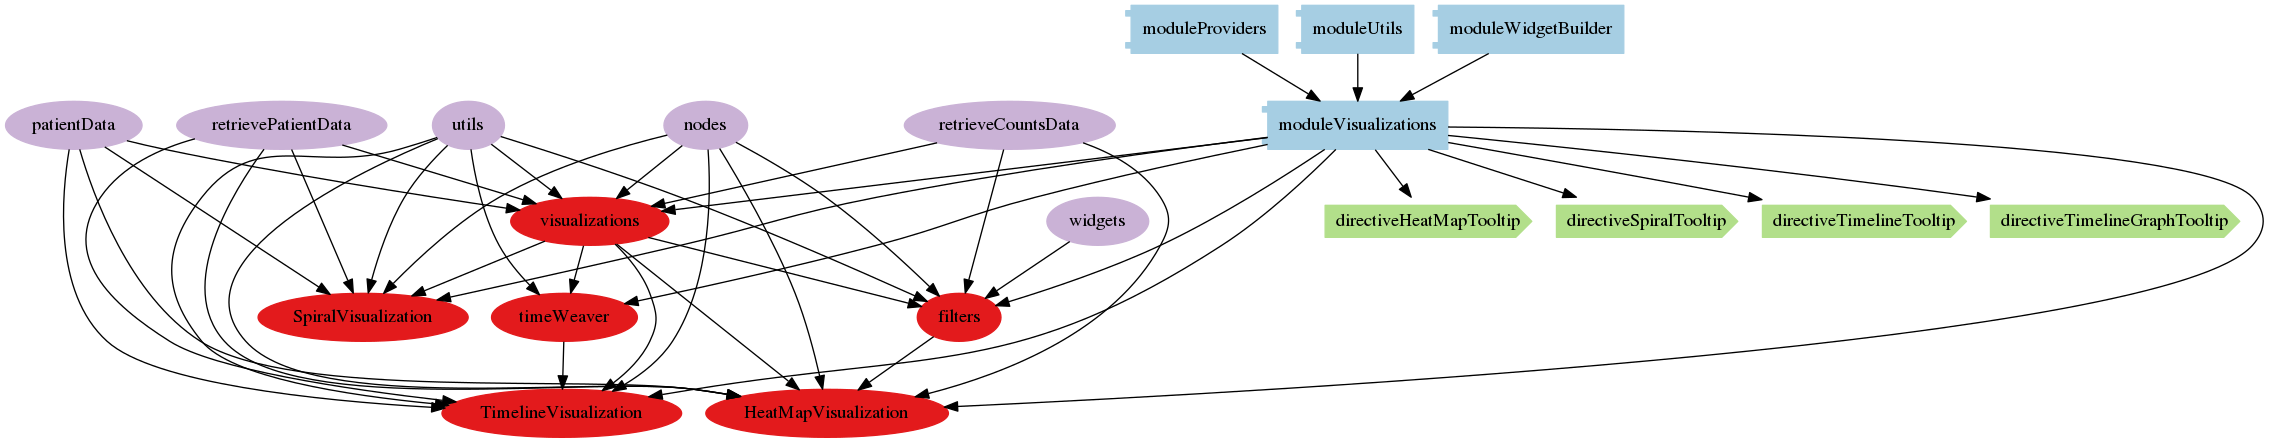 moduleProviders
moduleUtils
moduleWidgetBuilder
patientData
retrievePatientData
utils
nodes
retrieveCountsData
moduleVisualizations
visualizations
widgets
directiveHeatMapTooltip
directiveSpiralTooltip
directiveTimelineTooltip
directiveTimelineGraphTooltip
SpiralVisualization
timeWeaver
filters
TimelineVisualization
HeatMapVisualization